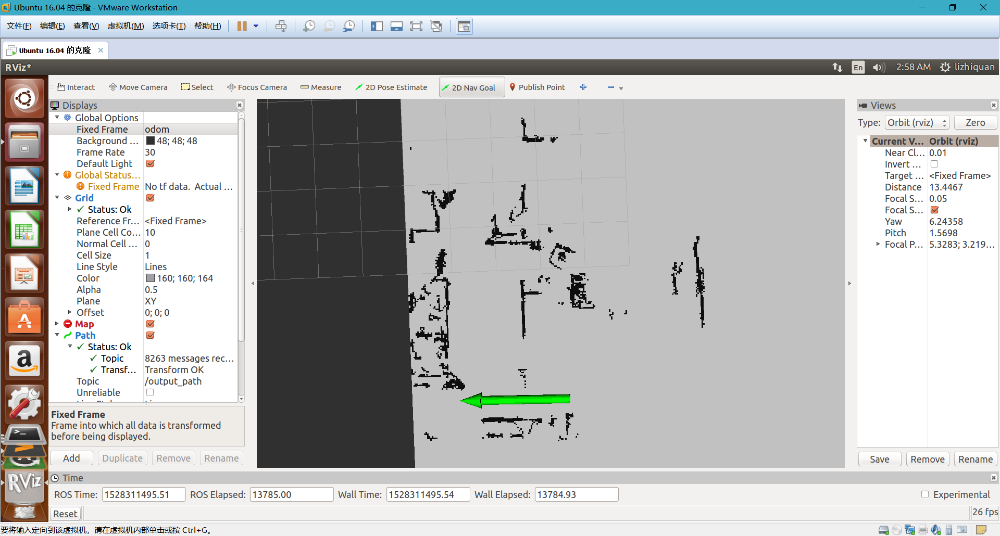 Ubuntu 16.04 的克隆 - VMware Workstation
文件(F) 编辑(E) 查看(V) 虚拟机(M) 选项卡(T) 帮助(H)
Ubuntu 16.04 的克隆
RViz*
En
2:58 AM
lizhiquan
Interact Move Camera Select Focus Camera Measure 2D Pose Estimate 2D Nav Goal Publish Point
Displays
Global Options
Fixed Frame odom
Background ... 48; 48; 48
Frame Rate 30
Default Light
Global Status...
Fixed Frame No tf data. Actual ...
Grid
Status: Ok
Reference Fr... <Fixed Frame>
Plane Cell Co... 10
Normal Cell ... 0
Cell Size 1
Line Style Lines
Color 160; 160; 164
Alpha 0.5
Plane XY
Offset 0; 0; 0
Map
Path
Status: Ok
Topic 8263 messages rec...
Transf... Transform OK
Topic /output_path
Unreliable
Fixed Frame
Frame into which all data is transformed
before being displayed.
Add Duplicate Remove Rename
Views
Type: Orbit (rviz) Zero
Current V... Orbit (rviz)
Near Cl... 0.01
Invert ...
Target ... <Fixed Frame>
Distance 13.4467
Focal S... 0.05
Focal S...
Yaw 6.24358
Pitch 1.5698
Focal P... 5.3283; 3.219...
Save Remove Rename
RViz
Time
ROS Time: 1528311495.51 ROS Elapsed: 13785.00 Wall Time: 1528311495.54 Wall Elapsed: 13784.93 Experimental
Reset
26 fps
要将输入定向到该虚拟机，请在虚拟机内部单击或按 Ctrl+G。